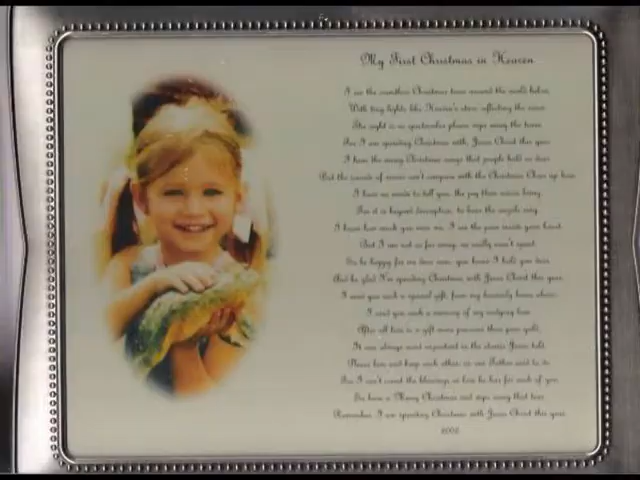 My First Christmas in Heaven
I see the countless Christmas trees around the world below
With tiny lights like Heaven's stars reflecting the snow
The sight is so spectacular please wipe away the tear
For I am spending Christmas with Jesus Christ this year
I hear the many Christmas songs that people hold so dear
But the sounds of music can't compare with the Christmas Choir up here
I have no words to tell you, the joy their voices bring
For it is beyond description, to hear the angels sing
I know how much you miss me, I see the pain inside your heart
But I am not so far away, we really aren't apart
So be happy for me dear ones, you know I hold you dear
And be glad I'm spending Christmas with Jesus Christ this year
I send you each a special gift, from my heavenly home above
I send you each a memory of my undying love
After all love is a gift more precious than pure gold
It was always most important in the stories Jesus told
Please love and keep each other, as our Father said to do
For I can't count the blessings or love he has for each of you
So have a Merry Christmas and wipe away that tear
Remember, I am spending Christmas with Jesus Christ this year